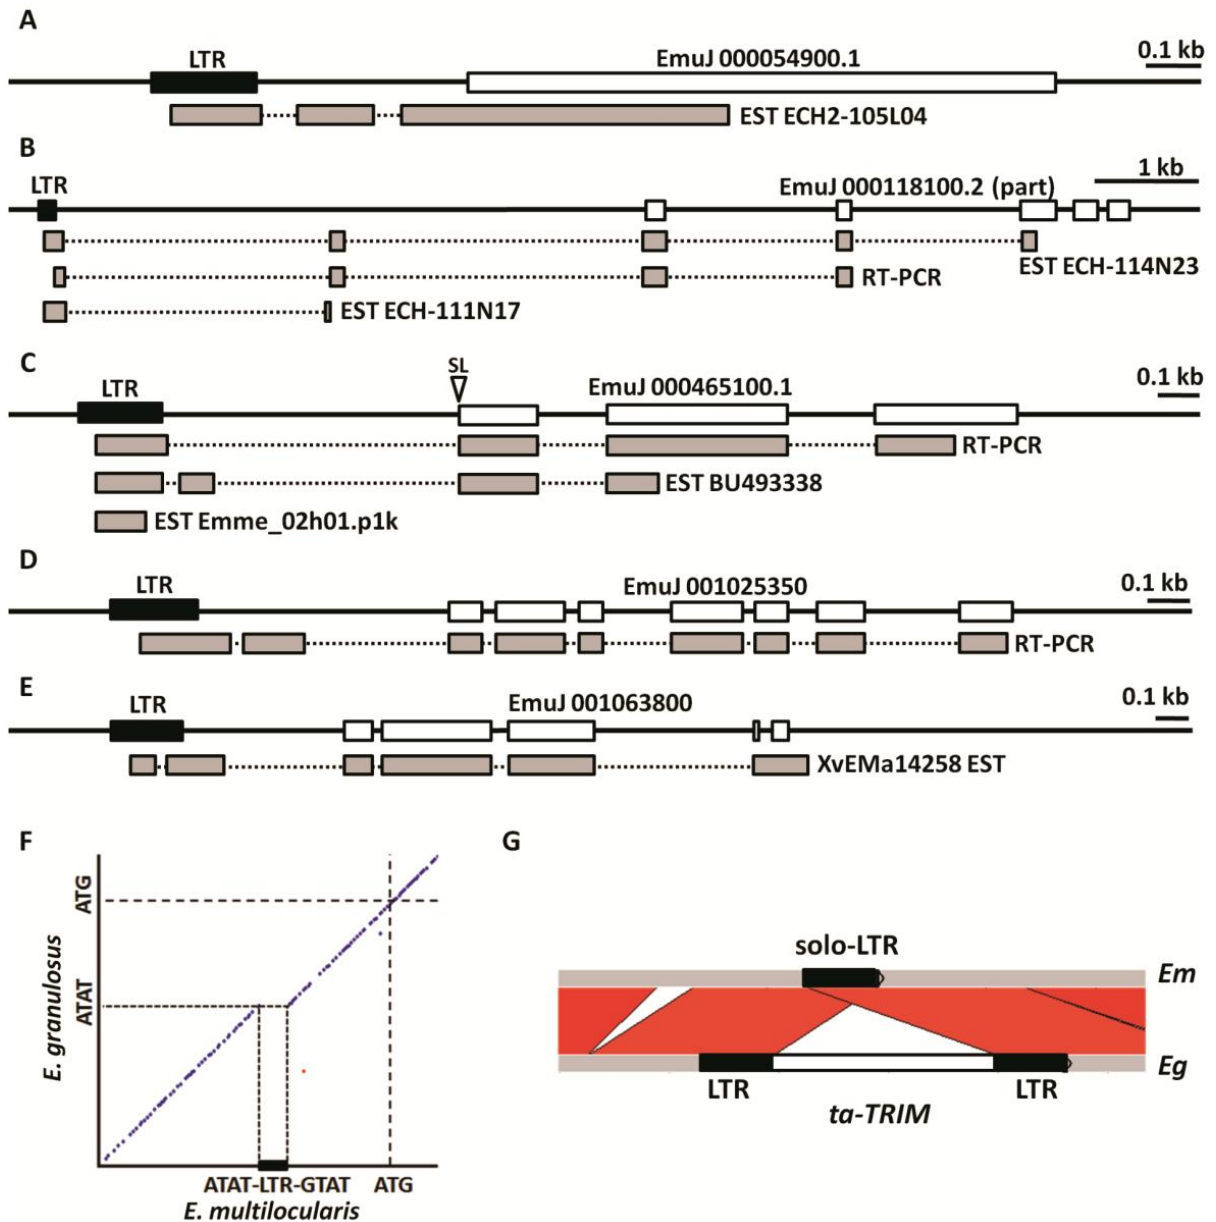 A
LTR
EmuJ 000054900.1
0.1 kb
EST ECH2-105L04
B
LTR
EmuJ 000118100.2 (part)
1 kb
EST ECH-114N23
RT-PCR
EST ECH-111N17
C
LTR
SL
EmuJ 000465100.1
0.1 kb
RT-PCR
EST BU493338
EST Emme_02h01.p1k
D
LTR
EmuJ 001025350
0.1 kb
RT-PCR
E
LTR
EmuJ 001063800
0.1 kb
XvEMa14258 EST
F
E. granulosus
ATG
ATAT
ATAT-LTR-GTAT
ATG
E. multilocularis
G
solo-LTR
Em
Eg
LTR
LTR
ta-TRIM